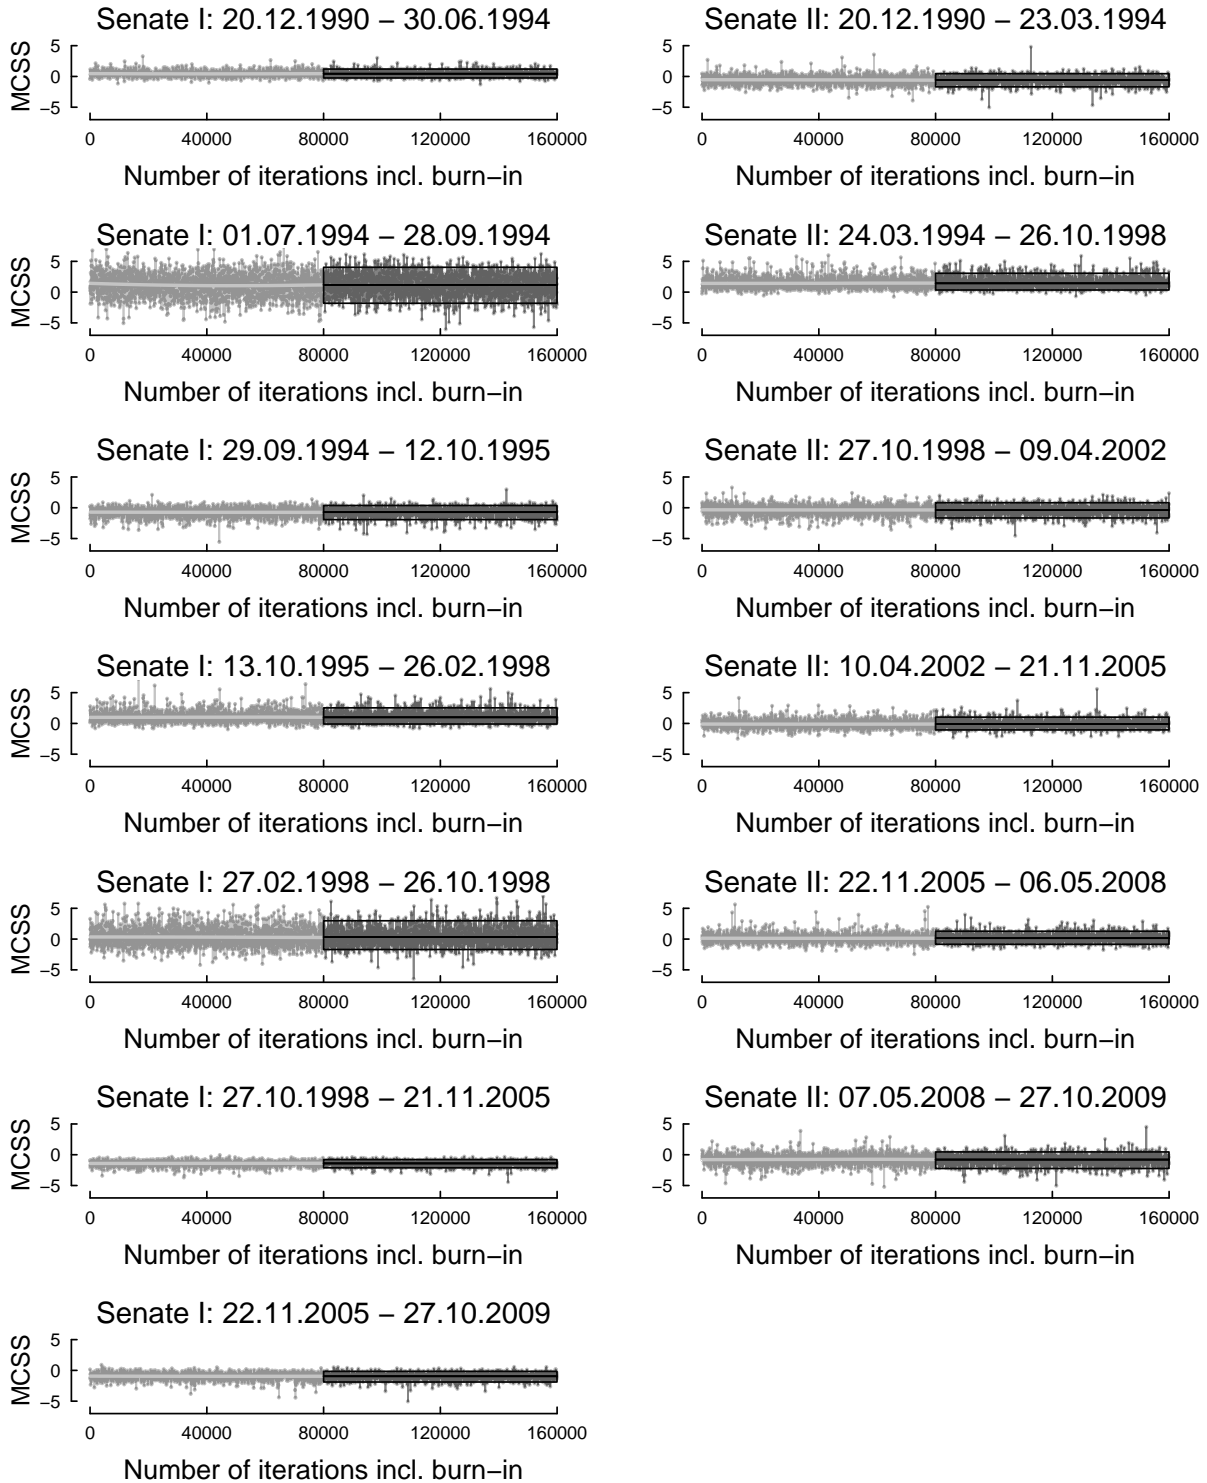 Senate I: 20.12.1990 − 30.06.1994
MCSS
5
0
−5
0 40000 80000 120000 160000
Number of iterations incl. burn−in
Senate II: 20.12.1990 − 23.03.1994
5
0
−5
0 40000 80000 120000 160000
Number of iterations incl. burn−in
Senate I: 01.07.1994 − 28.09.1994
MCSS
5
0
−5
0 40000 80000 120000 160000
Number of iterations incl. burn−in
Senate II: 24.03.1994 − 26.10.1998
5
0
−5
0 40000 80000 120000 160000
Number of iterations incl. burn−in
Senate I: 29.09.1994 − 12.10.1995
MCSS
5
0
−5
0 40000 80000 120000 160000
Number of iterations incl. burn−in
Senate II: 27.10.1998 − 09.04.2002
5
0
−5
0 40000 80000 120000 160000
Number of iterations incl. burn−in
Senate I: 13.10.1995 − 26.02.1998
MCSS
5
0
−5
0 40000 80000 120000 160000
Number of iterations incl. burn−in
Senate II: 10.04.2002 − 21.11.2005
5
0
−5
0 40000 80000 120000 160000
Number of iterations incl. burn−in
Senate I: 27.02.1998 − 26.10.1998
MCSS
5
0
−5
0 40000 80000 120000 160000
Number of iterations incl. burn−in
Senate II: 22.11.2005 − 06.05.2008
5
0
−5
0 40000 80000 120000 160000
Number of iterations incl. burn−in
Senate I: 27.10.1998 − 21.11.2005
MCSS
5
0
−5
0 40000 80000 120000 160000
Number of iterations incl. burn−in
Senate II: 07.05.2008 − 27.10.2009
5
0
−5
0 40000 80000 120000 160000
Number of iterations incl. burn−in
Senate I: 22.11.2005 − 27.10.2009
MCSS
5
0
−5
0 40000 80000 120000 160000
Number of iterations incl. burn−in